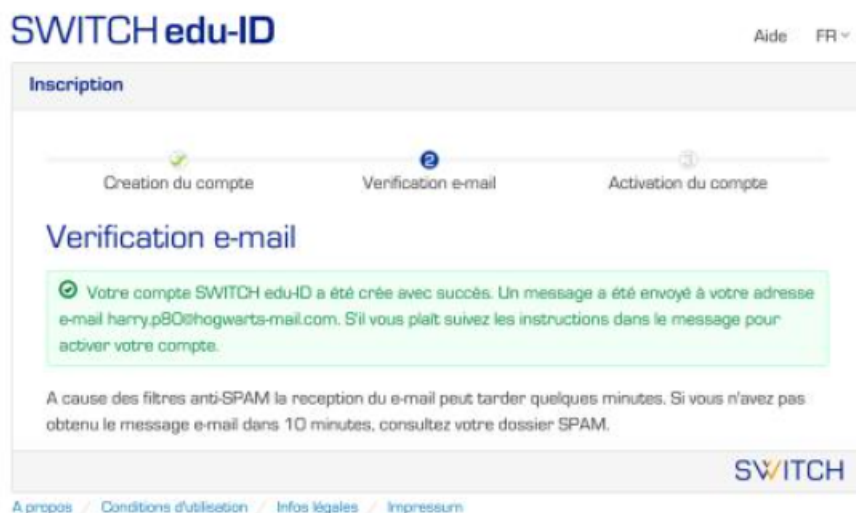 SWITCH edu-ID
Aide FR
Inscription
2 3
Creation du compte Verification e-mail Activation du compte
Verification e-mail
Votre compte SWITCH edu-ID a été crée avec succès. Un message a été envoyé à votre adresse
e-mail harry.p80@hogwarts-mail.com. S'il vous plaît suivez les instructions dans le message pour
activer votre compte.
A cause des filtres anti-SPAM la reception du e-mail peut tarder quelques minutes. Si vous n'avez pas
obtenu le message e-mail dans 10 minutes, consultez votre dossier SPAM.
SWITCH
A propos / Conditions d'utilisation / Infos légales / Impressum